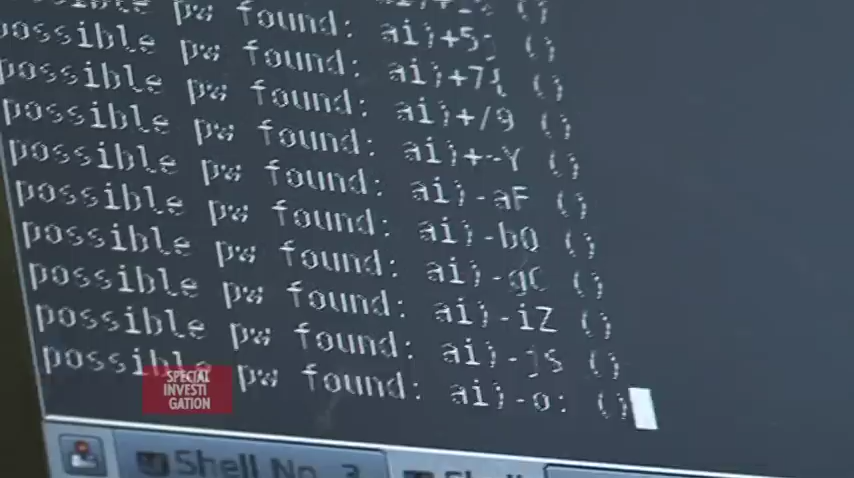 possible pw found: ai)+5j ()
possible pw found: ai)+7{ ()
possible pw found: ai)+/9 ()
possible pw found: ai)+-Y ()
possible pw found: ai)-aF ()
possible pw found: ai)-bQ ()
possible pw found: ai)-gC ()
possible pw found: ai)-iZ ()
possible pw found: ai)-jS ()
possible pw found: ai)-o: ()
SPECIAL
INVESTI
GATION
Shell No. 3